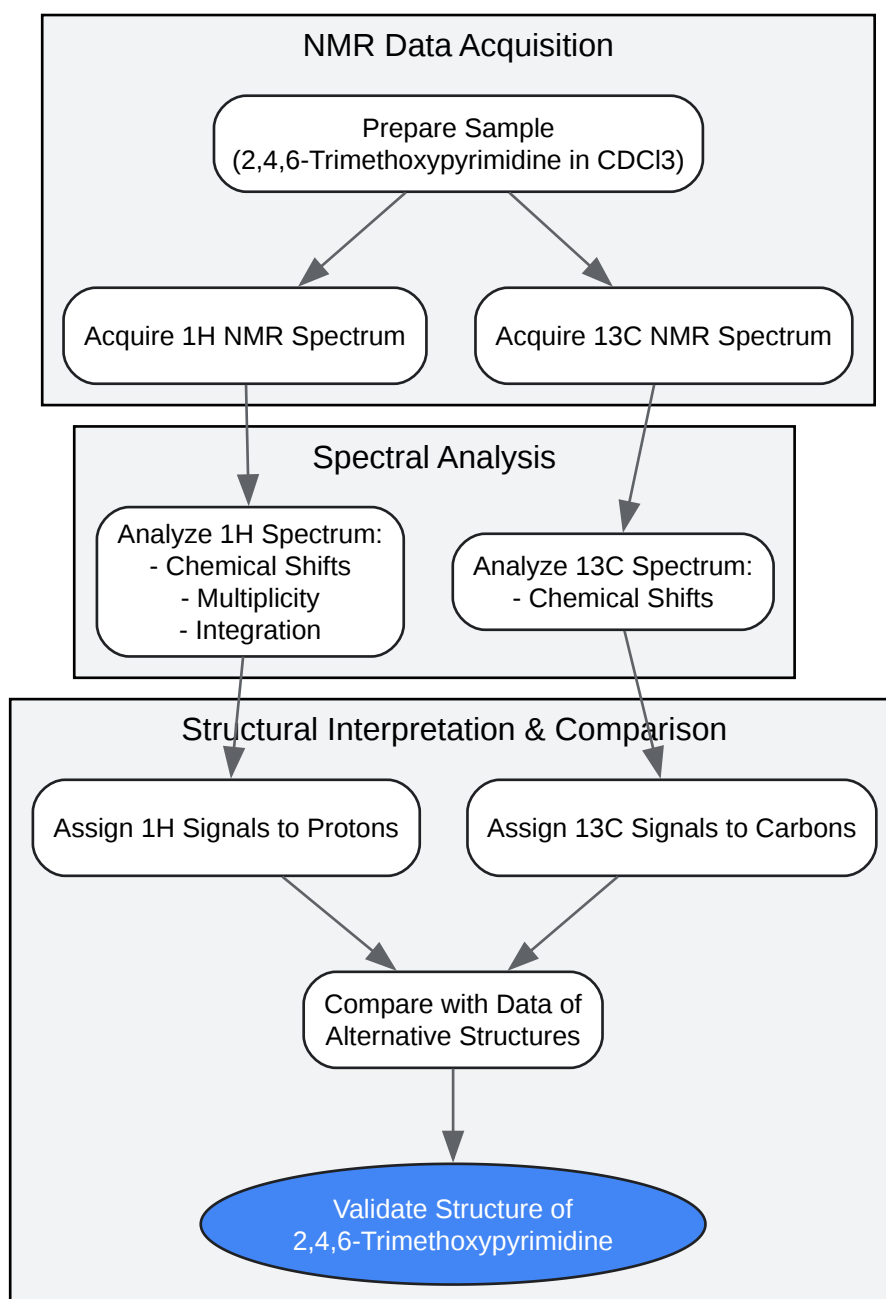 NMR Data Acquisition
Prepare Sample
(2,4,6-Trimethoxypyrimidine in CDCl3)
Acquire 1H NMR Spectrum
Acquire 13C NMR Spectrum
Spectral Analysis
Analyze 1H Spectrum:
- Chemical Shifts
- Multiplicity
- Integration
Analyze 13C Spectrum:
- Chemical Shifts
Structural Interpretation & Comparison
Assign 1H Signals to Protons
Assign 13C Signals to Carbons
Compare with Data of
Alternative Structures
Validate Structure of
2,4,6-Trimethoxypyrimidine